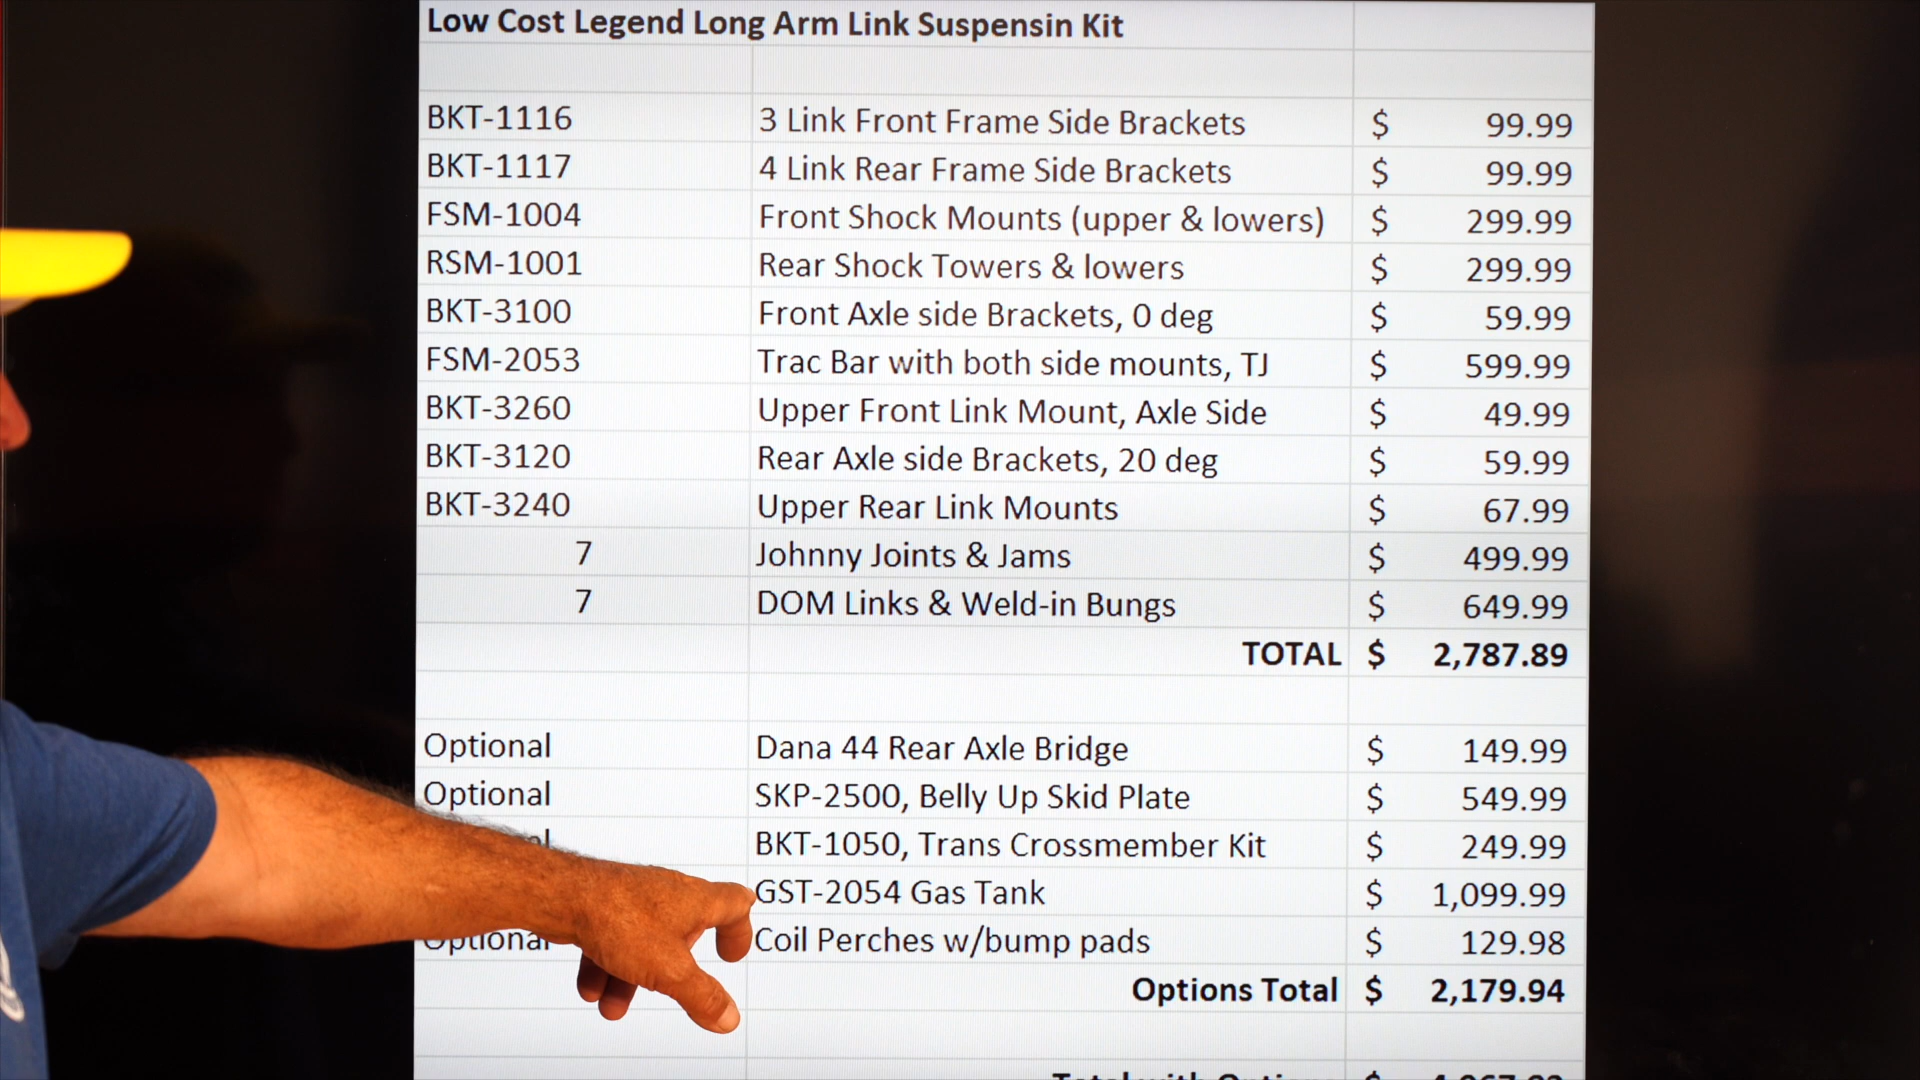 Low Cost Legend Long Arm Link Suspensin Kit
BKT-1116 3 Link Front Frame Side Brackets $ 99.99
BKT-1117 4 Link Rear Frame Side Brackets $ 99.99
FSM-1004 Front Shock Mounts (upper & lowers) $ 299.99
RSM-1001 Rear Shock Towers & lowers $ 299.99
BKT-3100 Front Axle side Brackets, 0 deg $ 59.99
FSM-2053 Trac Bar with both side mounts, TJ $ 599.99
BKT-3260 Upper Front Link Mount, Axle Side $ 49.99
BKT-3120 Rear Axle side Brackets, 20 deg $ 59.99
BKT-3240 Upper Rear Link Mounts $ 67.99
7 Johnny Joints & Jams $ 499.99
7 DOM Links & Weld-in Bungs $ 649.99
TOTAL $ 2,787.89
Optional Dana 44 Rear Axle Bridge $ 149.99
Optional SKP-2500, Belly Up Skid Plate $ 549.99
BKT-1050, Trans Crossmember Kit $ 249.99
GST-2054 Gas Tank $ 1,099.99
Optional Coil Perches w/bump pads $ 129.98
Options Total $ 2,179.94
Total with Options $